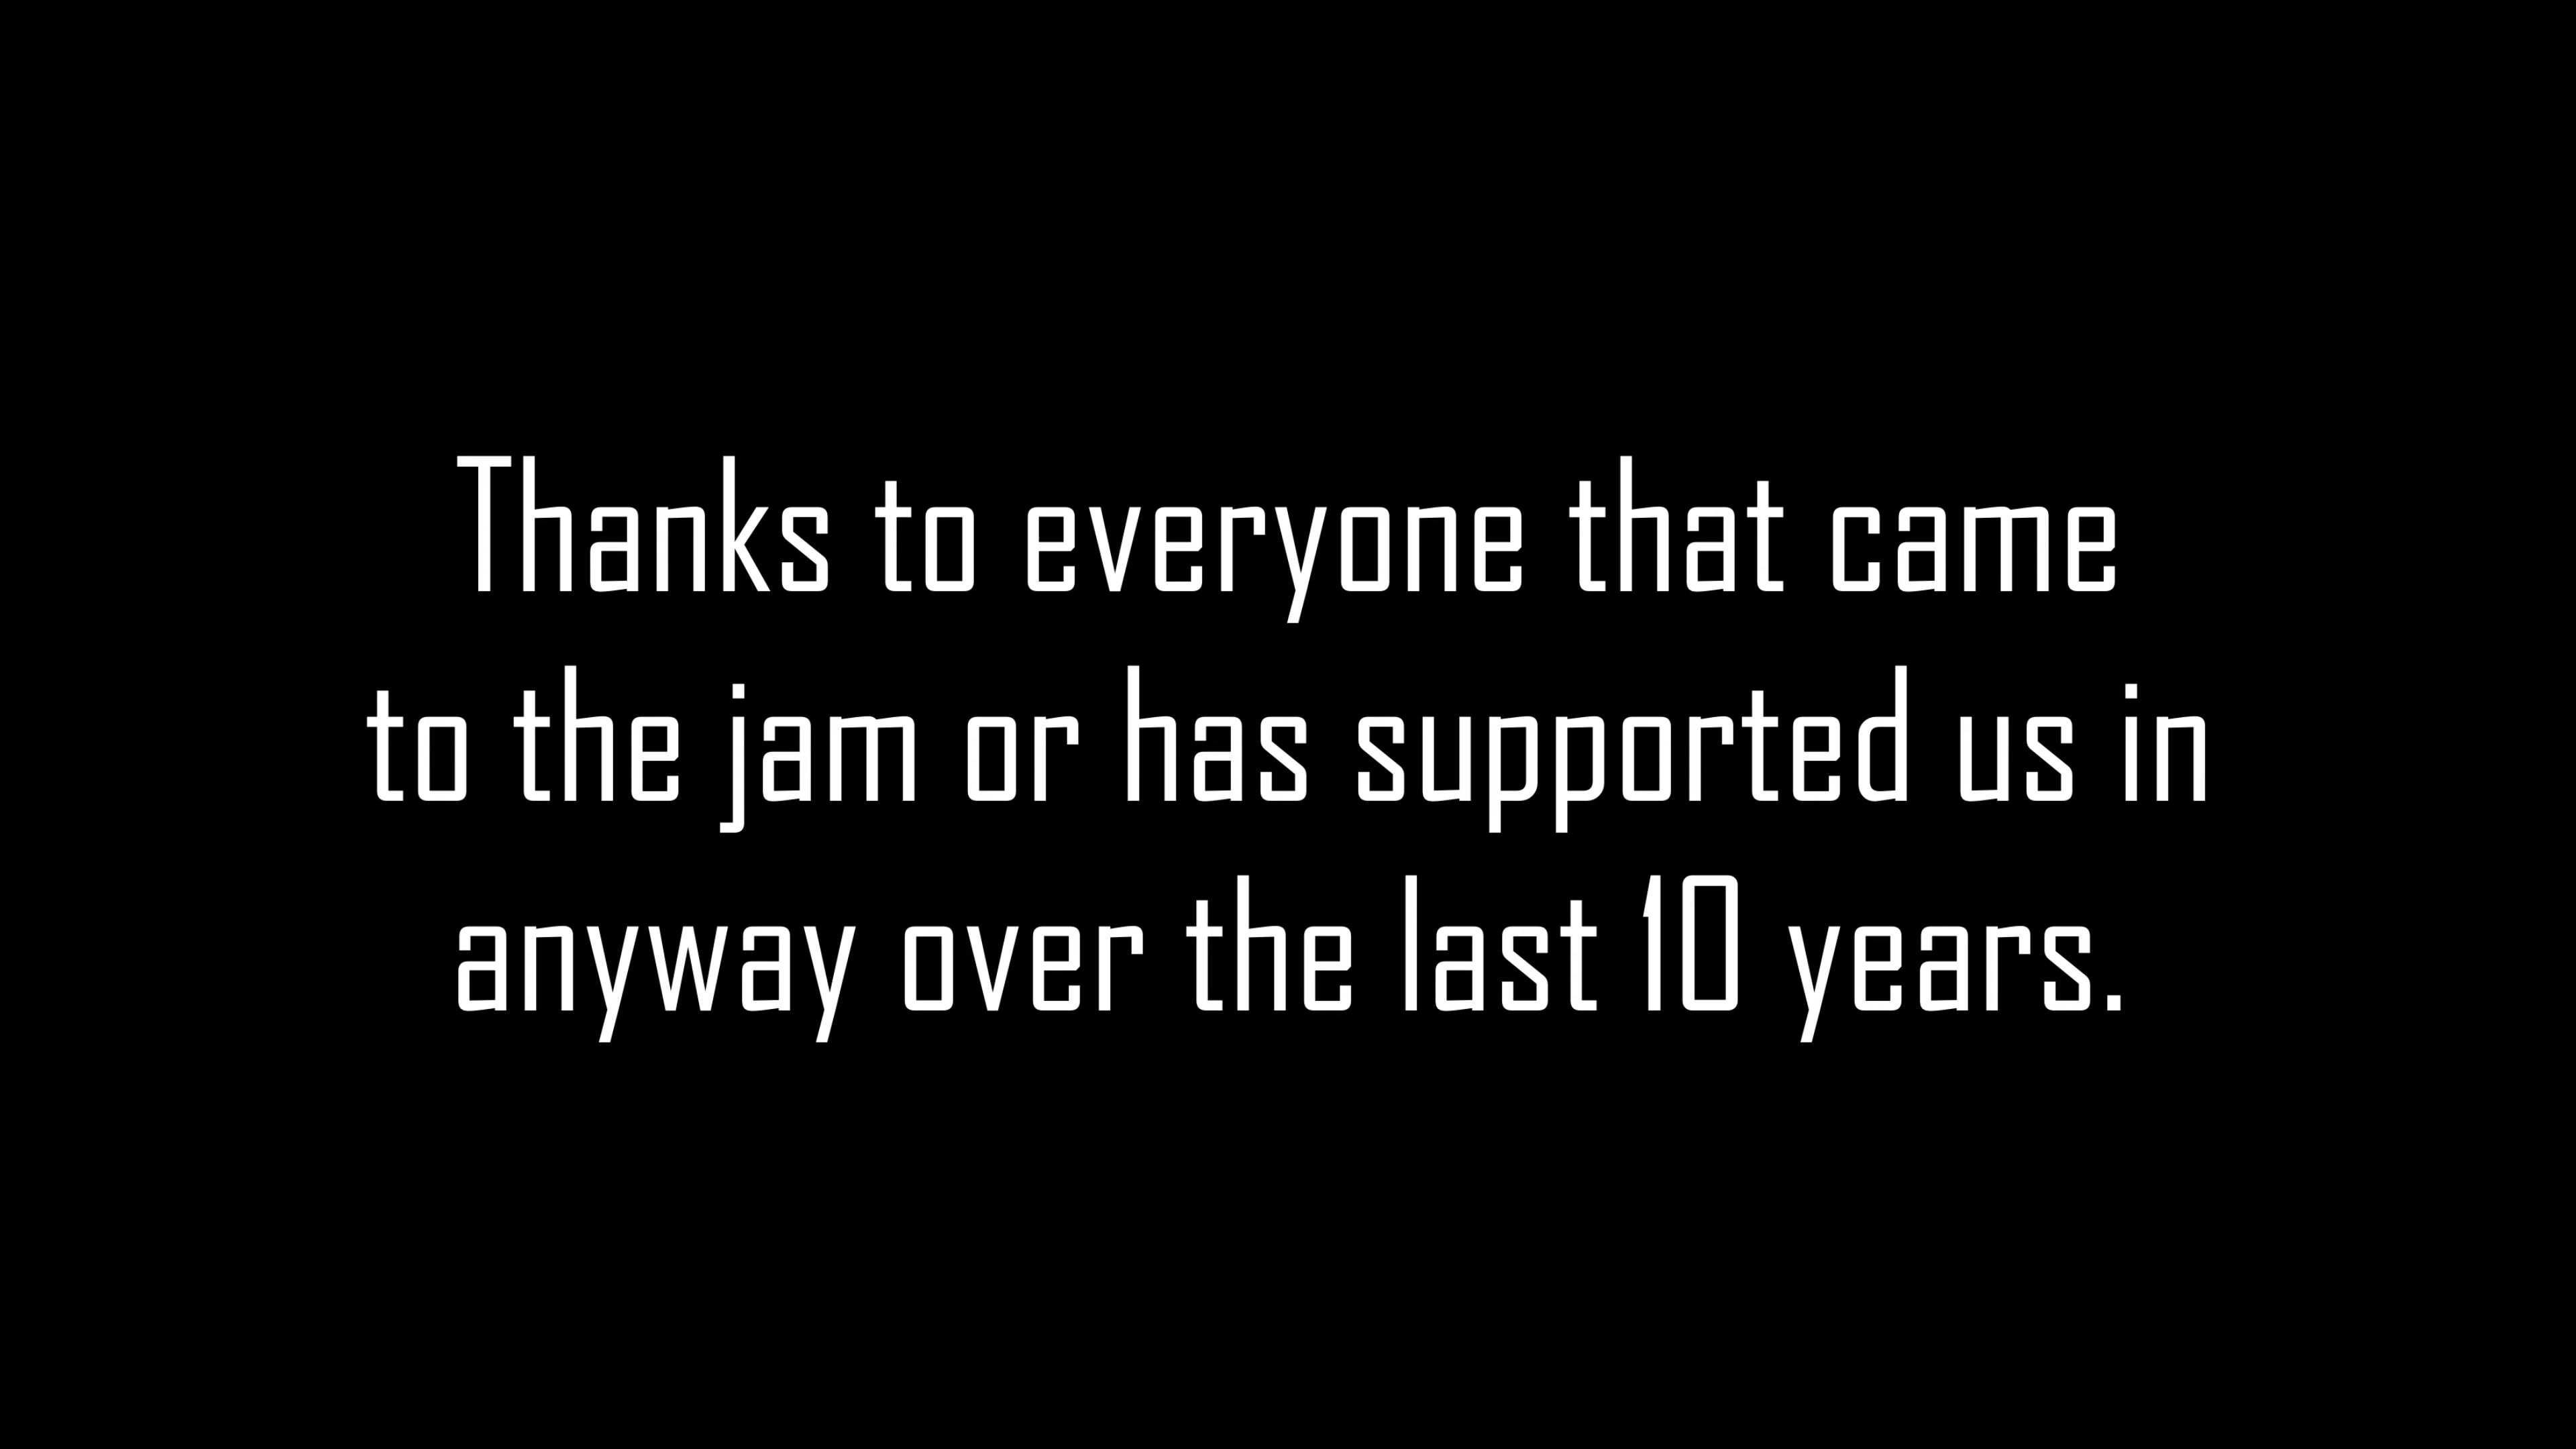 Thanks to everyone that came
to the jam or has supported us in
anyway over the last 10 years.